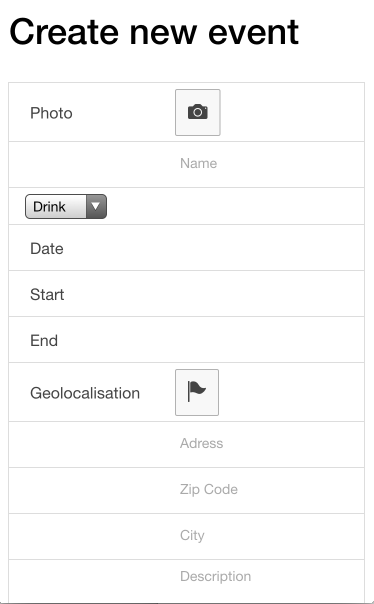 Create new event
Photo
Name
Drink
Date
Start
End
Geolocalisation
Adress
Zip Code
City
Description